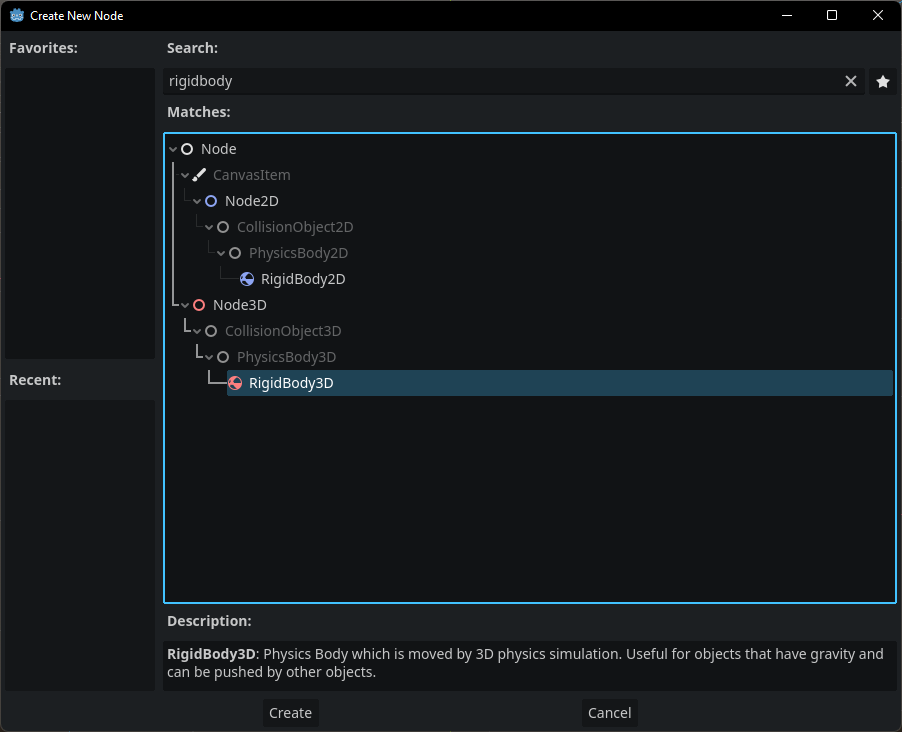 Create New Node
Favorites:
Search:
rigidbody
Matches:
Node
CanvasItem
Node2D
CollisionObject2D
PhysicsBody2D
RigidBody2D
Node3D
CollisionObject3D
PhysicsBody3D
RigidBody3D
Recent:
Description:
RigidBody3D: Physics Body which is moved by 3D physics simulation. Useful for objects that have gravity and
can be pushed by other objects.
Create
Cancel